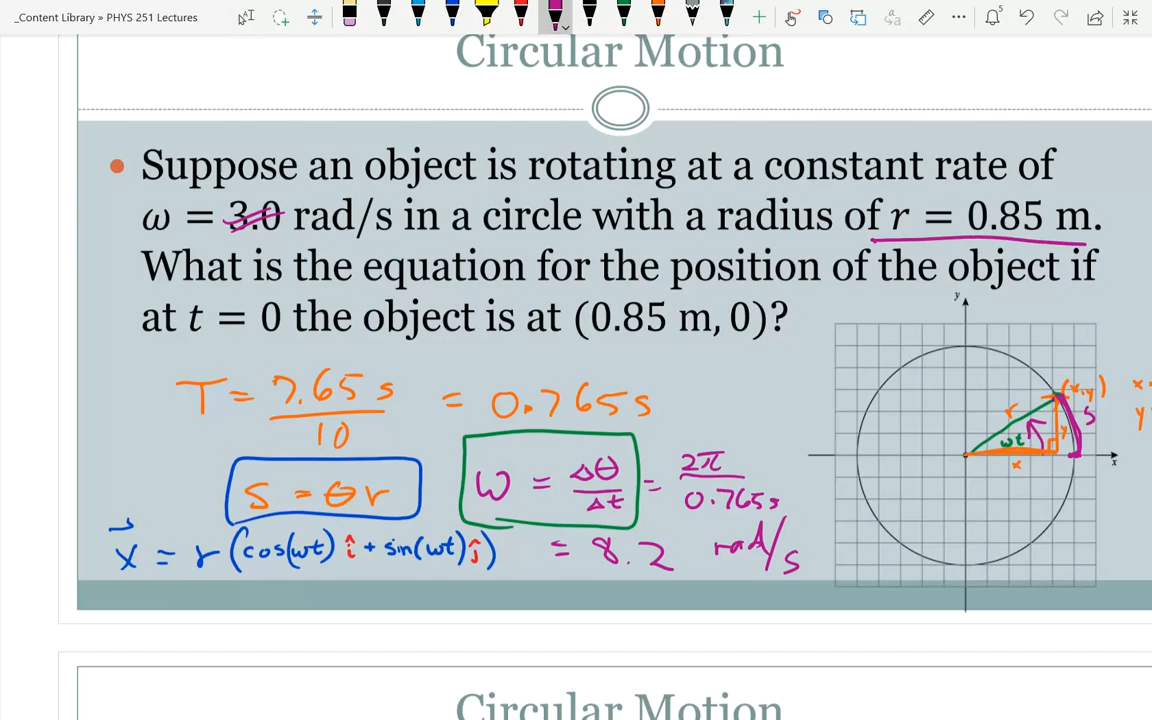 _Content Library » PHYS 251 Lectures
5
Circular Motion
• Suppose an object is rotating at a constant rate of
ω = 3.0 rad/s in a circle with a radius of r = 0.85 m.
What is the equation for the position of the object if
at t = 0 the object is at (0.85 m, 0)?
T = 7.65 s / 10 = 0.765 s
s = θr
ω = Δθ/Δt = 2π/0.765s
x⃗ = r (cos(ωt) î + sin(ωt) ĵ)
= 8.2 rad/s
y
(x,y)
x
y
r
s
ωt
y
x
x
Circular Motion